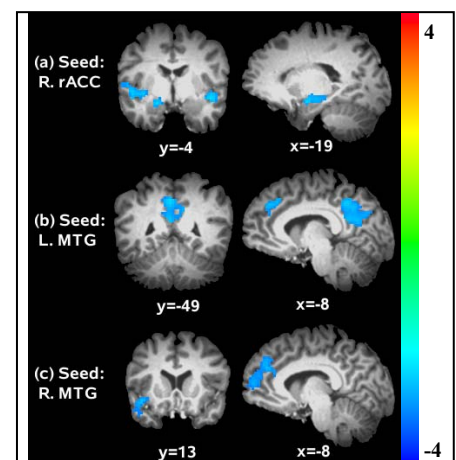 4
(a) Seed:
R. rACC
y=-4 x=-19
(b) Seed:
L. MTG
y=-49 x=-8
(c) Seed:
R. MTG
y=13 x=-8
-4